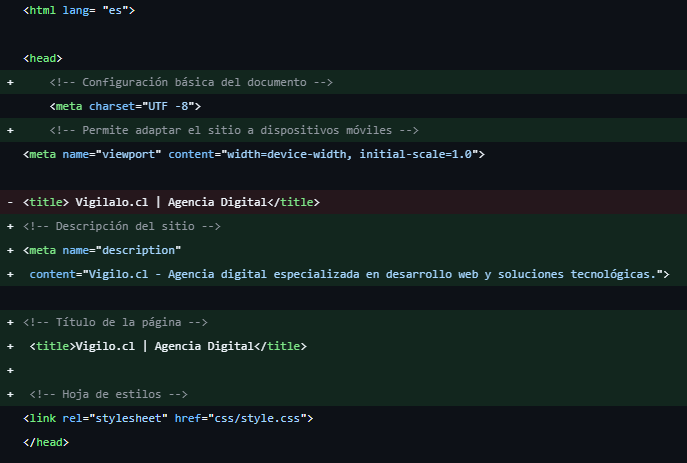 <html lang= "es">
<head>
+ <!-- Configuración básica del documento -->
<meta charset="UTF -8">
+ <!-- Permite adaptar el sitio a dispositivos móviles -->
<meta name="viewport" content="width=device-width, initial-scale=1.0">
- <title> Vigilalo.cl | Agencia Digital</title>
+ <!-- Descripción del sitio -->
+ <meta name="description"
+ content="Vigilo.cl - Agencia digital especializada en desarrollo web y soluciones tecnológicas.">
+ <!-- Título de la página -->
+ <title>Vigilo.cl | Agencia Digital</title>
+
+ <!-- Hoja de estilos -->
<link rel="stylesheet" href="css/style.css">
</head>